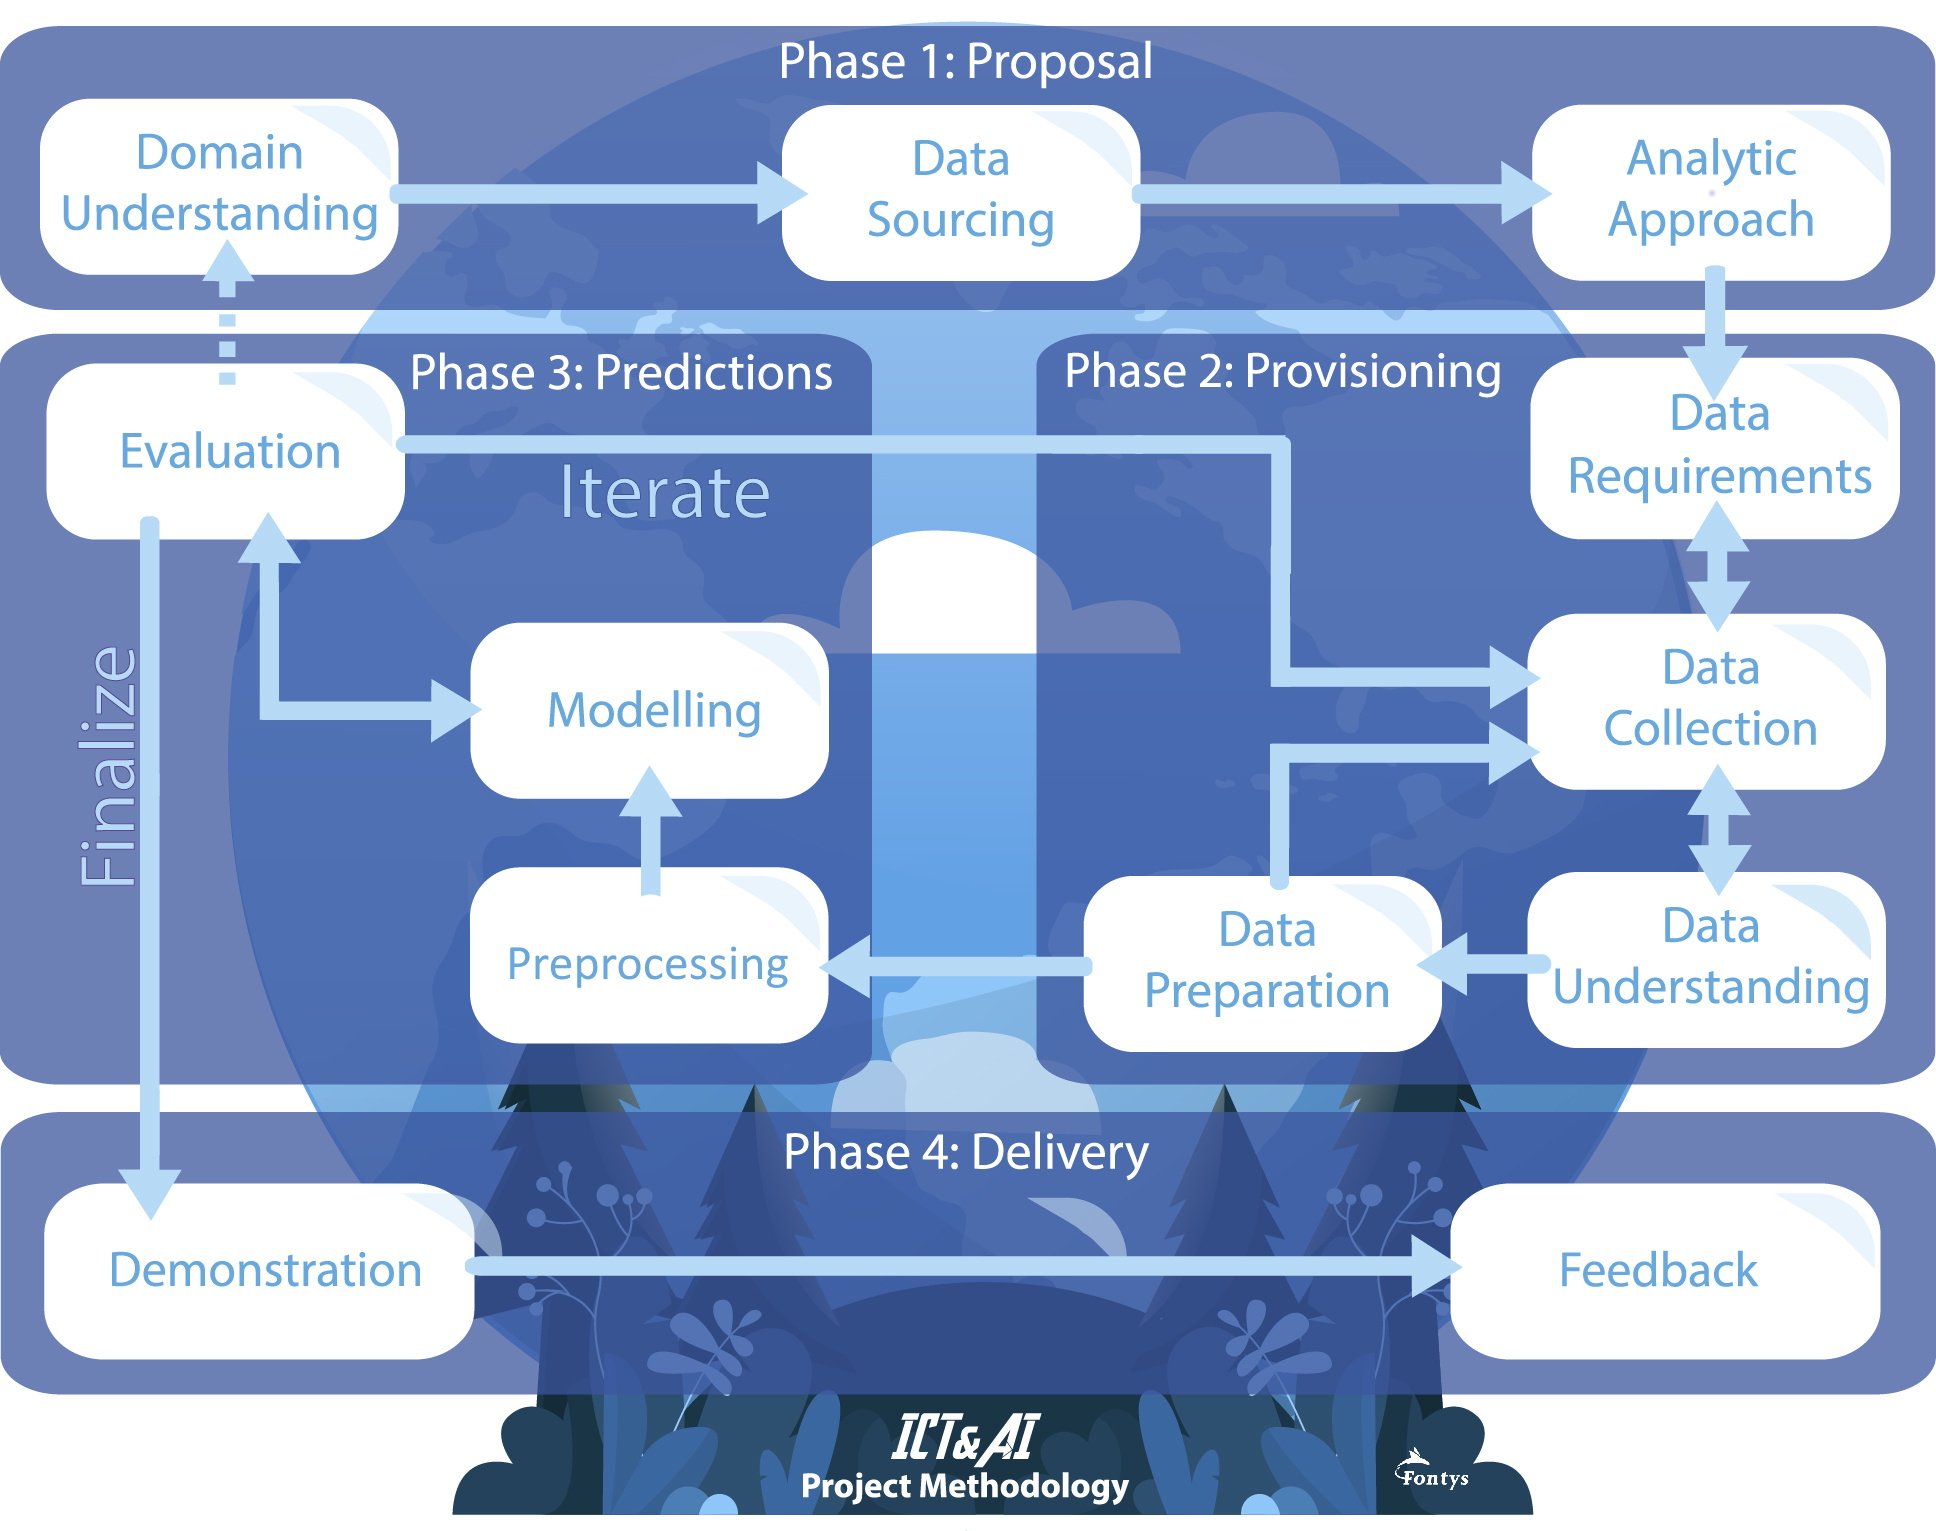 Phase 1: Proposal
Domain
Understanding
Data
Sourcing
Analytic
Approach
Phase 3: Predictions
Evaluation
Iterate
Finalize
Modelling
Preprocessing
Phase 2: Provisioning
Data
Requirements
Data
Collection
Data
Understanding
Data
Preparation
Phase 4: Delivery
Demonstration
Feedback
ICT&AI
Project Methodology
Fontys